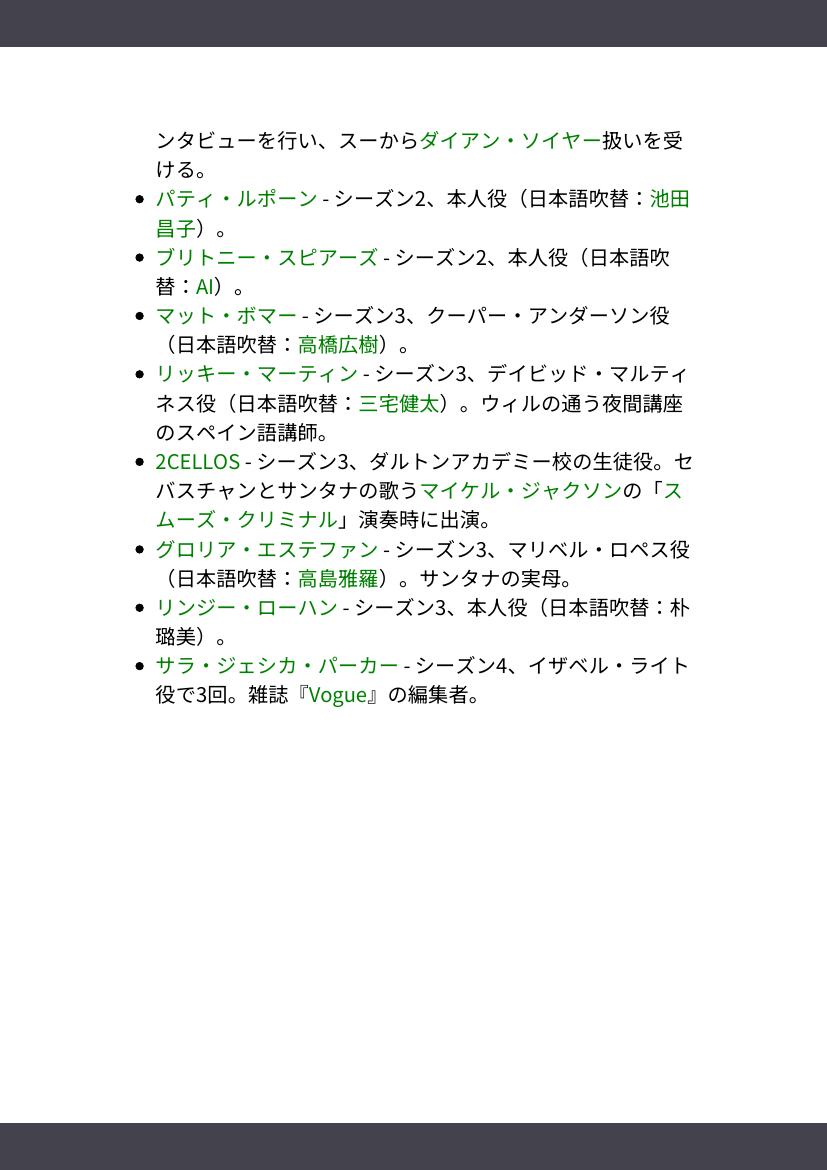 ンタビューを行い、スーからダイアン・ソイヤー扱いを受
ける。
• パティ・ルポーン - シーズン2、本人役（日本語吹替：池田
昌子）。
• ブリトニー・スピアーズ - シーズン2、本人役（日本語吹
替：AI）。
• マット・ボマー - シーズン3、クーパー・アンダーソン役
（日本語吹替：高橋広樹）。
• リッキー・マーティン - シーズン3、デイビッド・マルティ
ネス役（日本語吹替：三宅健太）。ウィルの通う夜間講座
のスペイン語講師。
• 2CELLOS - シーズン3、ダルトンアカデミー校の生徒役。セ
バスチャンとサンタナの歌うマイケル・ジャクソンの「ス
ムーズ・クリミナル」演奏時に出演。
• グロリア・エステファン - シーズン3、マリベル・ロペス役
（日本語吹替：高島雅羅）。サンタナの実母。
• リンジー・ローハン - シーズン3、本人役（日本語吹替：朴
璐美）。
• サラ・ジェシカ・パーカー - シーズン4、イザベル・ライト
役で3回。雑誌『Vogue』の編集者。